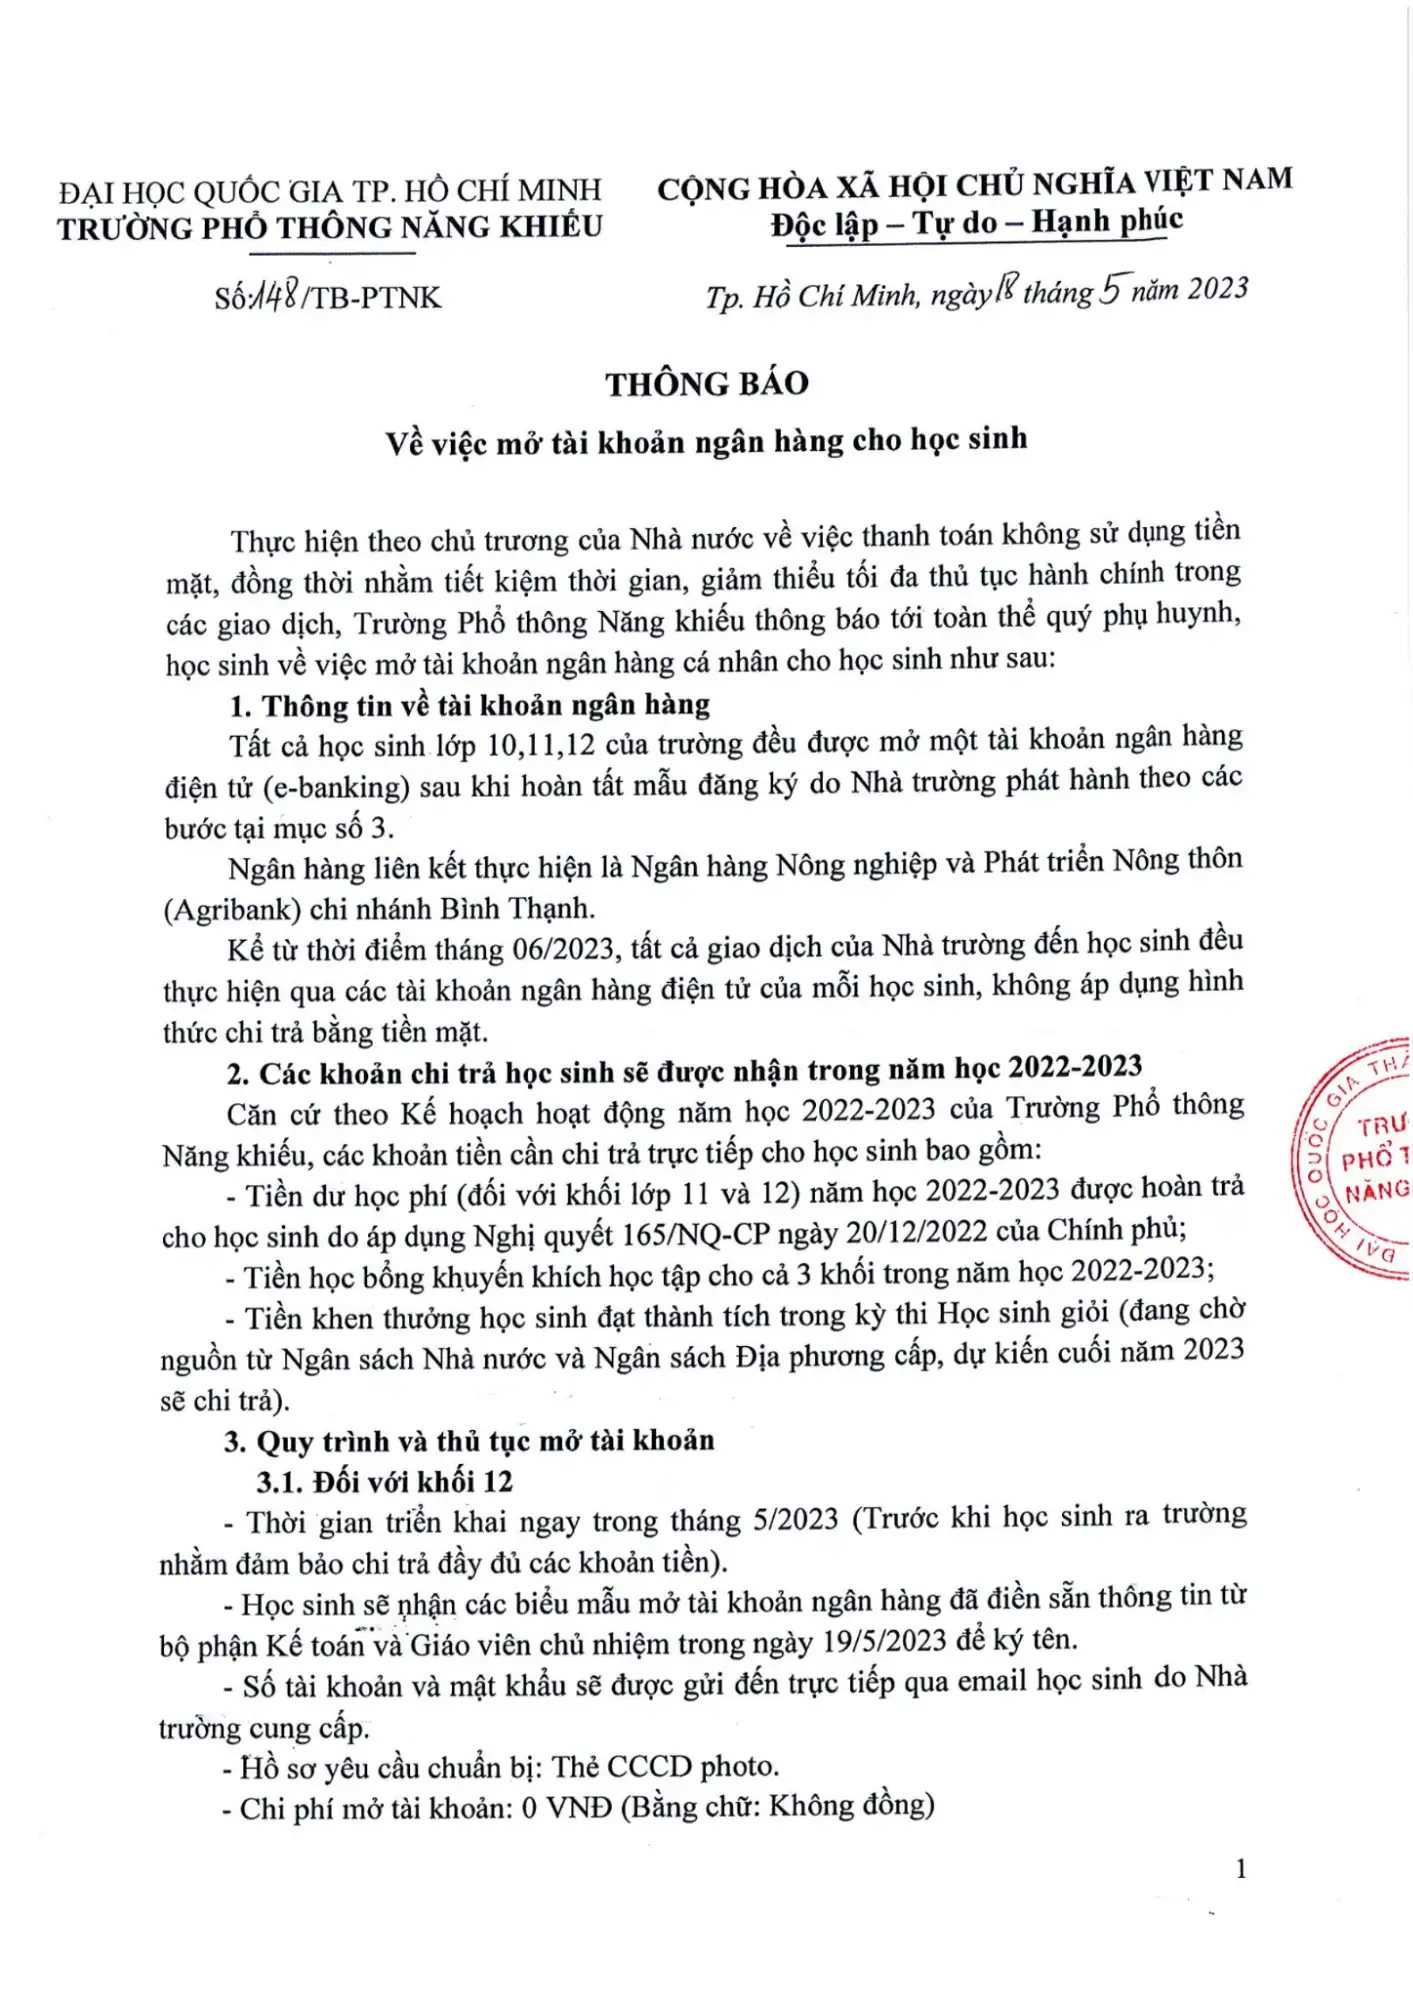 ĐẠI HỌC QUỐC GIA TP. HỒ CHÍ MINH
TRƯỜNG PHỔ THÔNG NĂNG KHIẾU
Số:148/TB-PTNK
CỘNG HÒA XÃ HỘI CHỦ NGHĨA VIỆT NAM
Độc lập – Tự do – Hạnh phúc
Tp. Hồ Chí Minh, ngày 18 tháng 5 năm 2023
THÔNG BÁO
Về việc mở tài khoản ngân hàng cho học sinh
Thực hiện theo chủ trương của Nhà nước về việc thanh toán không sử dụng tiền
mặt, đồng thời nhằm tiết kiệm thời gian, giảm thiểu tối đa thủ tục hành chính trong
các giao dịch, Trường Phổ thông Năng khiếu thông báo tới toàn thể quý phụ huynh,
học sinh về việc mở tài khoản ngân hàng cá nhân cho học sinh như sau:
1. Thông tin về tài khoản ngân hàng
Tất cả học sinh lớp 10,11,12 của trường đều được mở một tài khoản ngân hàng
điện tử (e-banking) sau khi hoàn tất mẫu đăng ký do Nhà trường phát hành theo các
bước tại mục số 3.
Ngân hàng liên kết thực hiện là Ngân hàng Nông nghiệp và Phát triển Nông thôn
(Agribank) chi nhánh Bình Thạnh.
Kể từ thời điểm tháng 06/2023, tất cả giao dịch của Nhà trường đến học sinh đều
thực hiện qua các tài khoản ngân hàng điện tử của mỗi học sinh, không áp dụng hình
thức chi trả bằng tiền mặt.
2. Các khoản chi trả học sinh sẽ được nhận trong năm học 2022-2023
Căn cứ theo Kế hoạch hoạt động năm học 2022-2023 của Trường Phổ thông
Năng khiếu, các khoản tiền cần chi trả trực tiếp cho học sinh bao gồm:
- Tiền dư học phí (đối với khối lớp 11 và 12) năm học 2022-2023 được hoàn trả
cho học sinh do áp dụng Nghị quyết 165/NQ-CP ngày 20/12/2022 của Chính phủ;
- Tiền học bổng khuyến khích học tập cho cả 3 khối trong năm học 2022-2023;
- Tiền khen thưởng học sinh đạt thành tích trong kỳ thi Học sinh giỏi (đang chờ
nguồn từ Ngân sách Nhà nước và Ngân sách Địa phương cấp, dự kiến cuối năm 2023
sẽ chi trả).
3. Quy trình và thủ tục mở tài khoản
3.1. Đối với khối 12
- Thời gian triển khai ngay trong tháng 5/2023 (Trước khi học sinh ra trường
nhằm đảm bảo chi trả đầy đủ các khoản tiền).
- Học sinh sẽ nhận các biểu mẫu mở tài khoản ngân hàng đã điền sẵn thông tin từ
bộ phận Kế toán và Giáo viên chủ nhiệm trong ngày 19/5/2023 để ký tên.
- Số tài khoản và mật khẩu sẽ được gửi đến trực tiếp qua email học sinh do Nhà
trường cung cấp.
- Hồ sơ yêu cầu chuẩn bị: Thẻ CCCD photo.
- Chi phí mở tài khoản: 0 VNĐ (Bằng chữ: Không đồng)
1
ĐẠI HỌC QUỐC GIA THÀ
TRƯ
PHỔ T
NĂNG